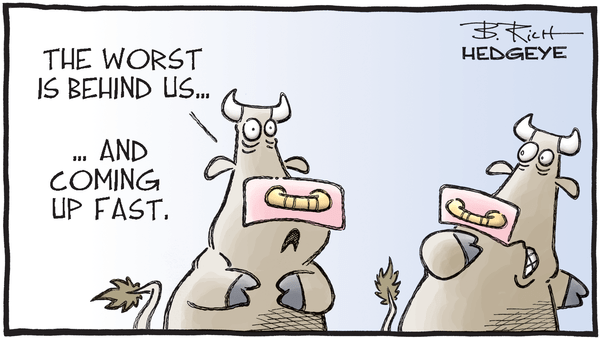 B. Rich
HEDGEYE
THE WORST
IS BEHIND US...
... AND
COMING
UP FAST.